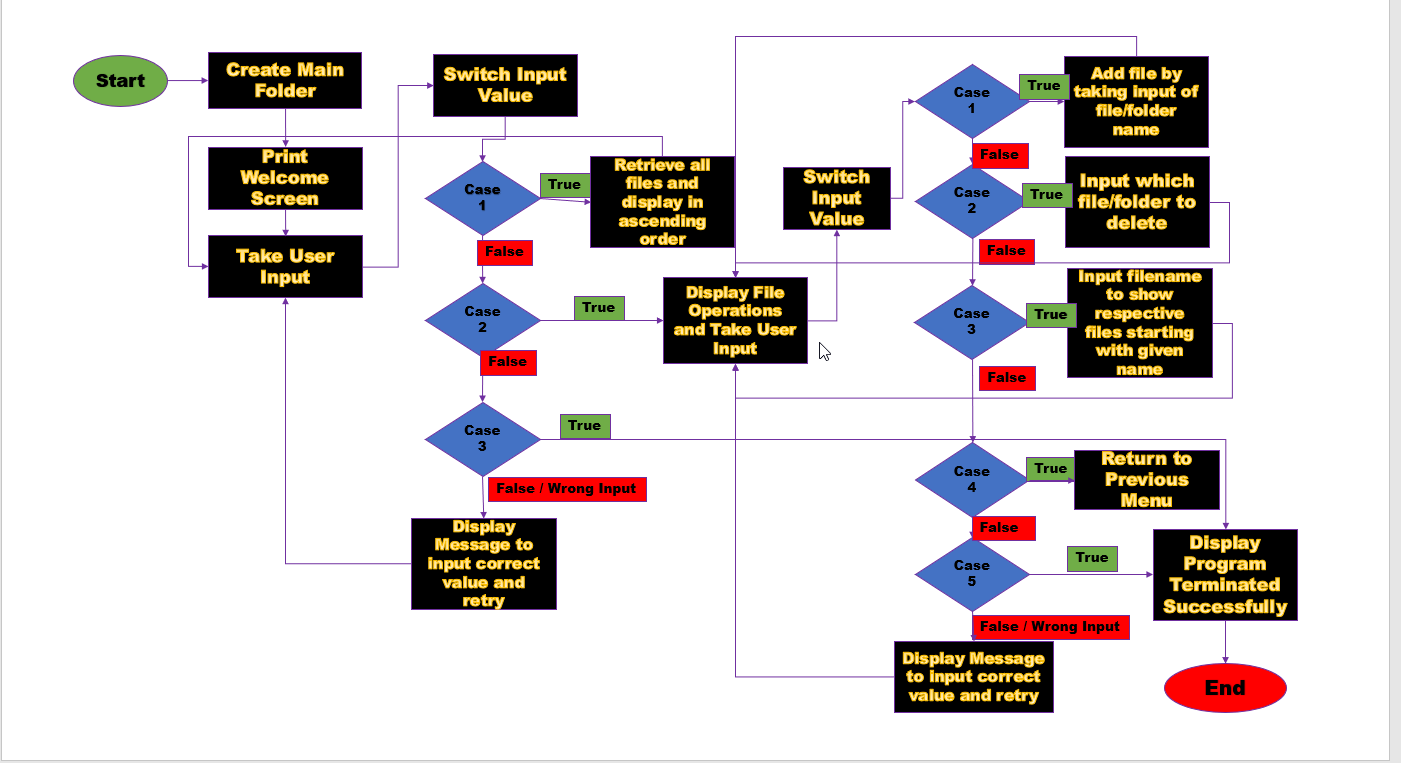 Start
Create Main
Folder
Print
Welcome
Screen
Take User
Input
Switch Input
Value
Case
1
True
Retrieve all
files and
display in
ascending
order
False
Case
2
True
False
Case
3
True
False / Wrong Input
Display
Message to
input correct
value and
retry
Display File
Operations
and Take User
Input
Switch
Input
Value
Case
1
True
Add file by
taking input of
file/folder
name
False
Case
2
True
Input which
file/folder to
delete
False
Case
3
True
Input filename
to show
respective
files starting
with given
name
False
Case
4
True
Return to
Previous
Menu
False
Case
5
True
Display
Program
Terminated
Successfully
False / Wrong Input
Display Message
to input correct
value and retry
End